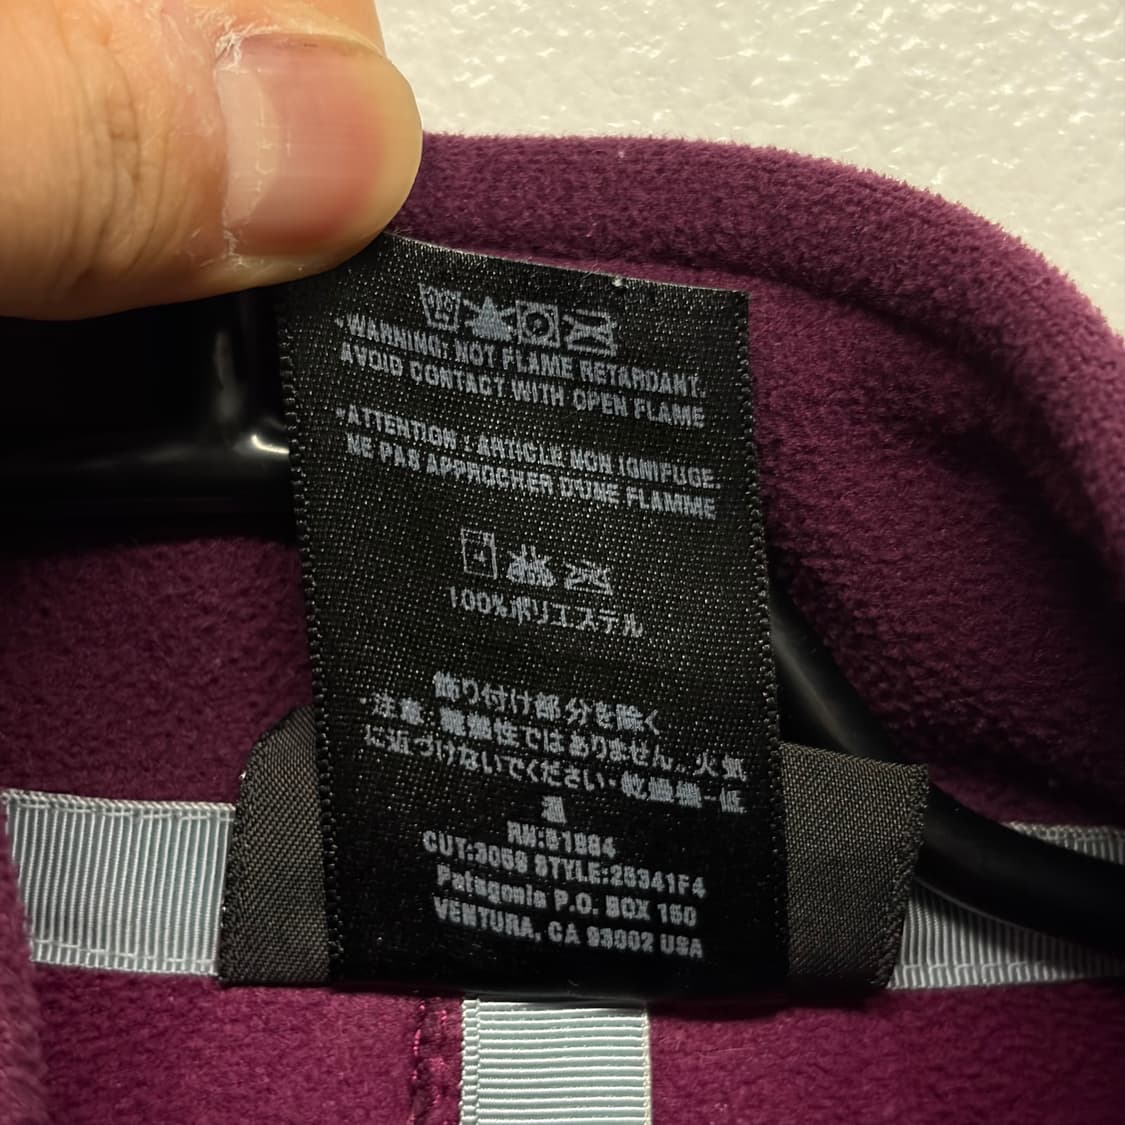 *WARNING: NOT FLAME RETARDANT.
AVOID CONTACT WITH OPEN FLAME
*ATTENTION : ARTICLE NON IGNIFUGE.
NE PAS APPROCHER D'UNE FLAMME
100%ポリエステル
飾り付け部分を除く
・注意:難燃性ではありません。火気
に近づけないでください・乾燥機-低
温
RN:51884
CUT:3059 STYLE:25341F4
Patagonia P.O. BOX 150
VENTURA, CA 93002 USA